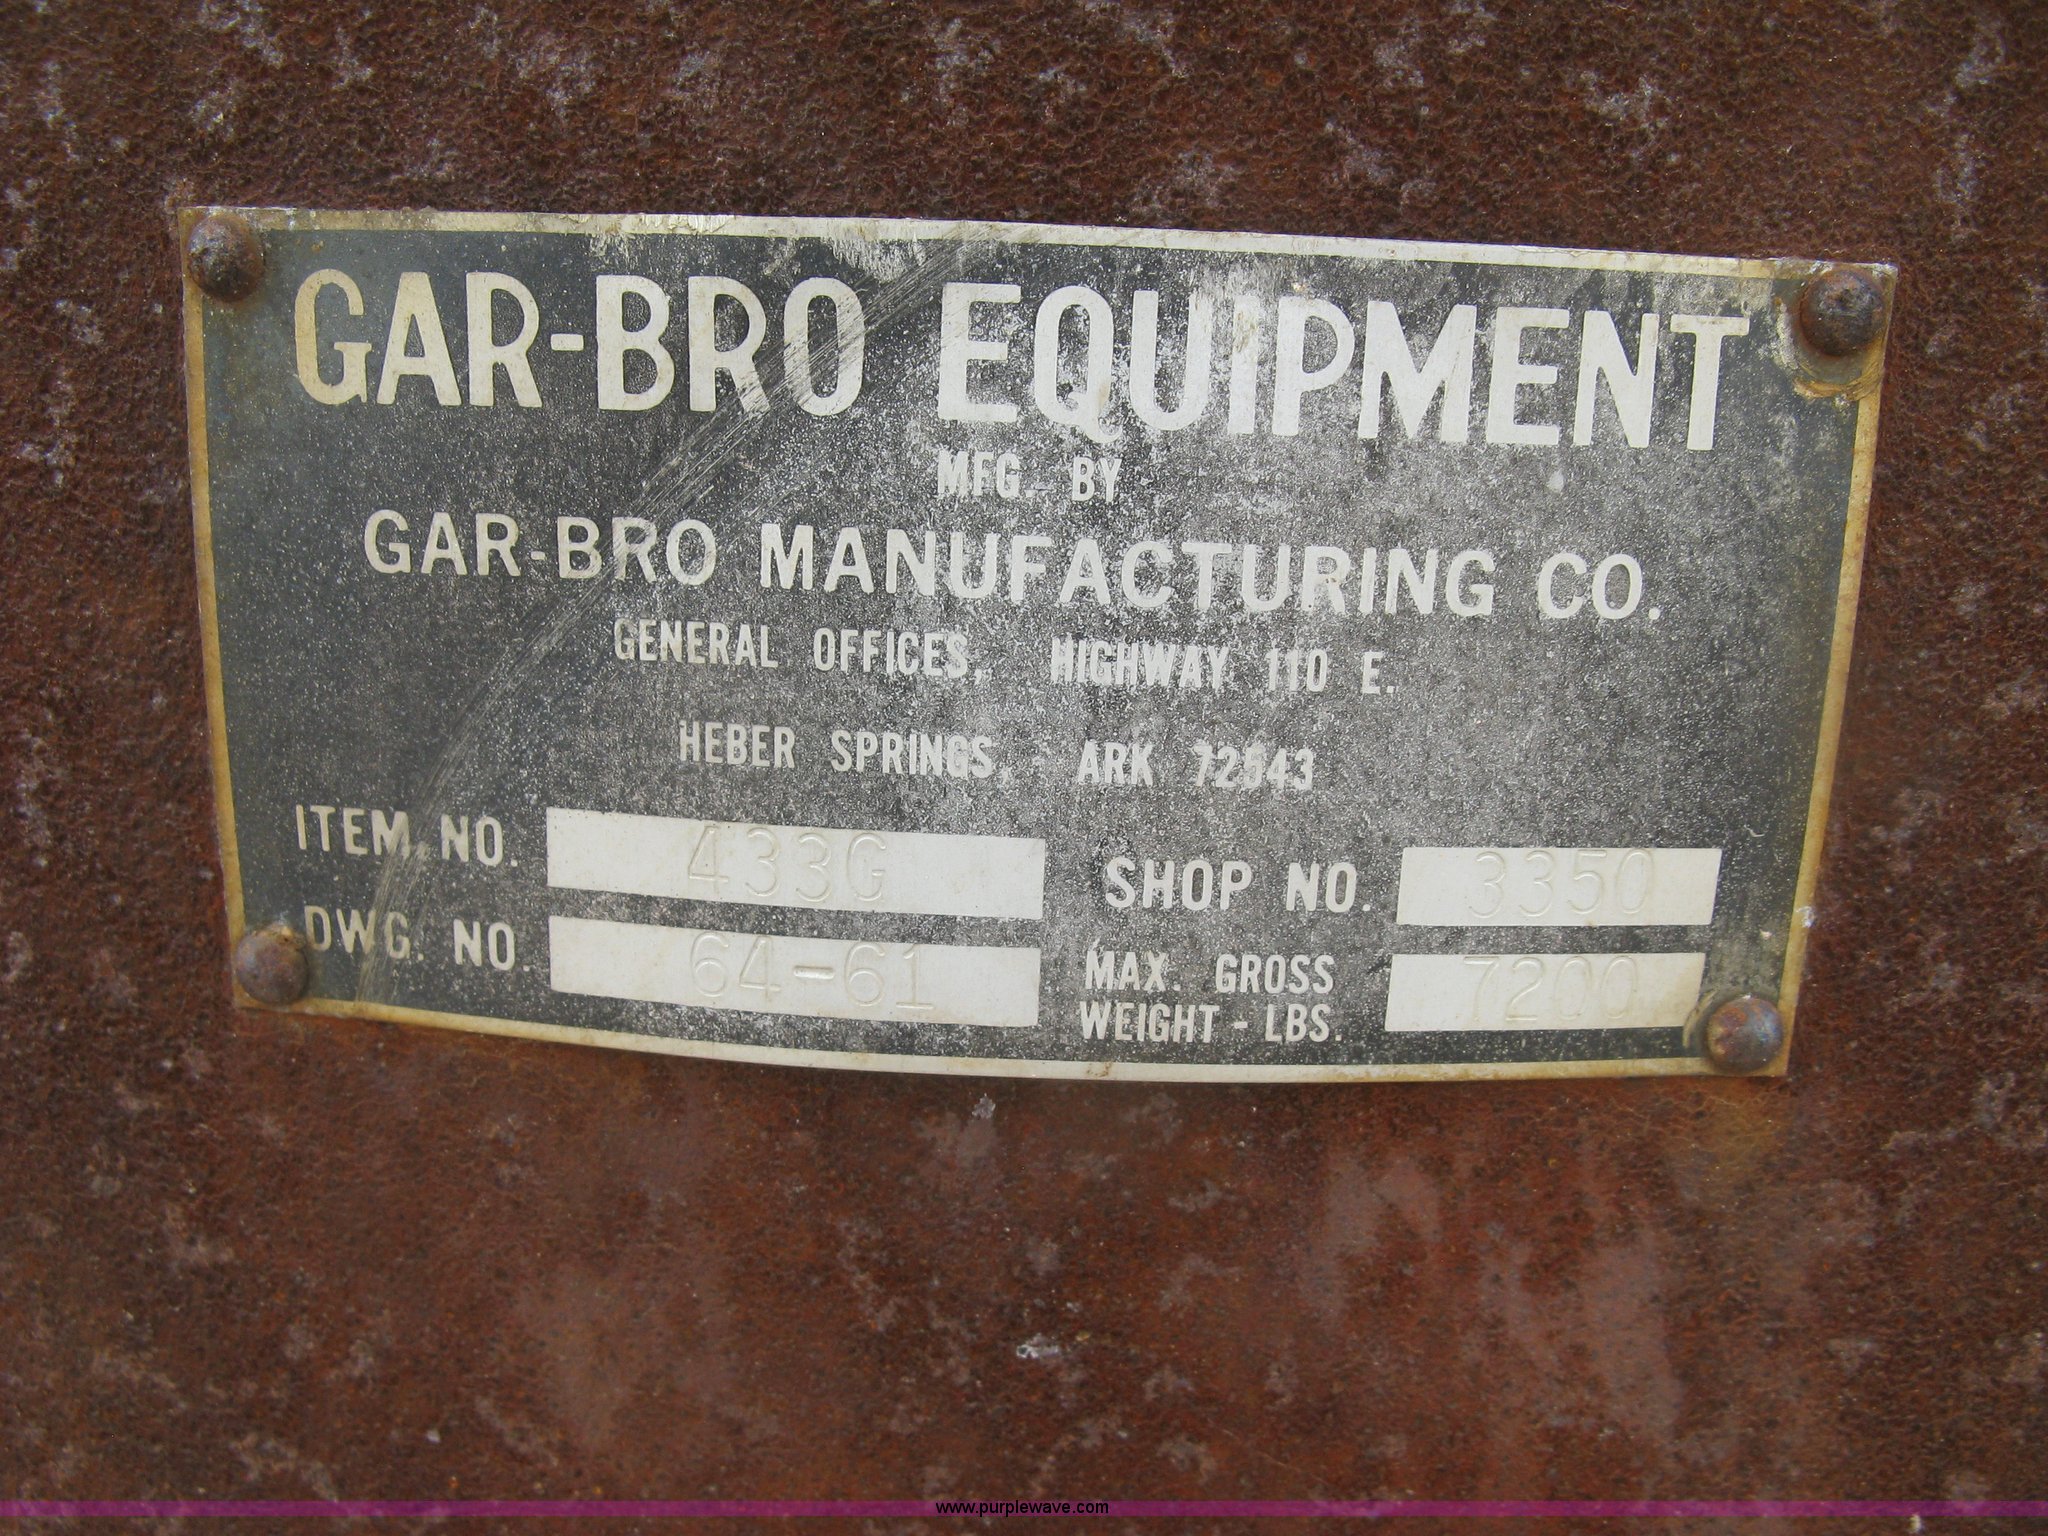 GAR-BRO EQUIPMENT
MFG. BY
GAR-BRO MANUFACTURING CO.
GENERAL OFFICES, HIGHWAY 110 E.
HEBER SPRINGS, ARK 72543
ITEM NO. 433G
SHOP NO. 3350
DWG. NO. 64-61
MAX. GROSS
WEIGHT - LBS. 7200
www.purplewave.com